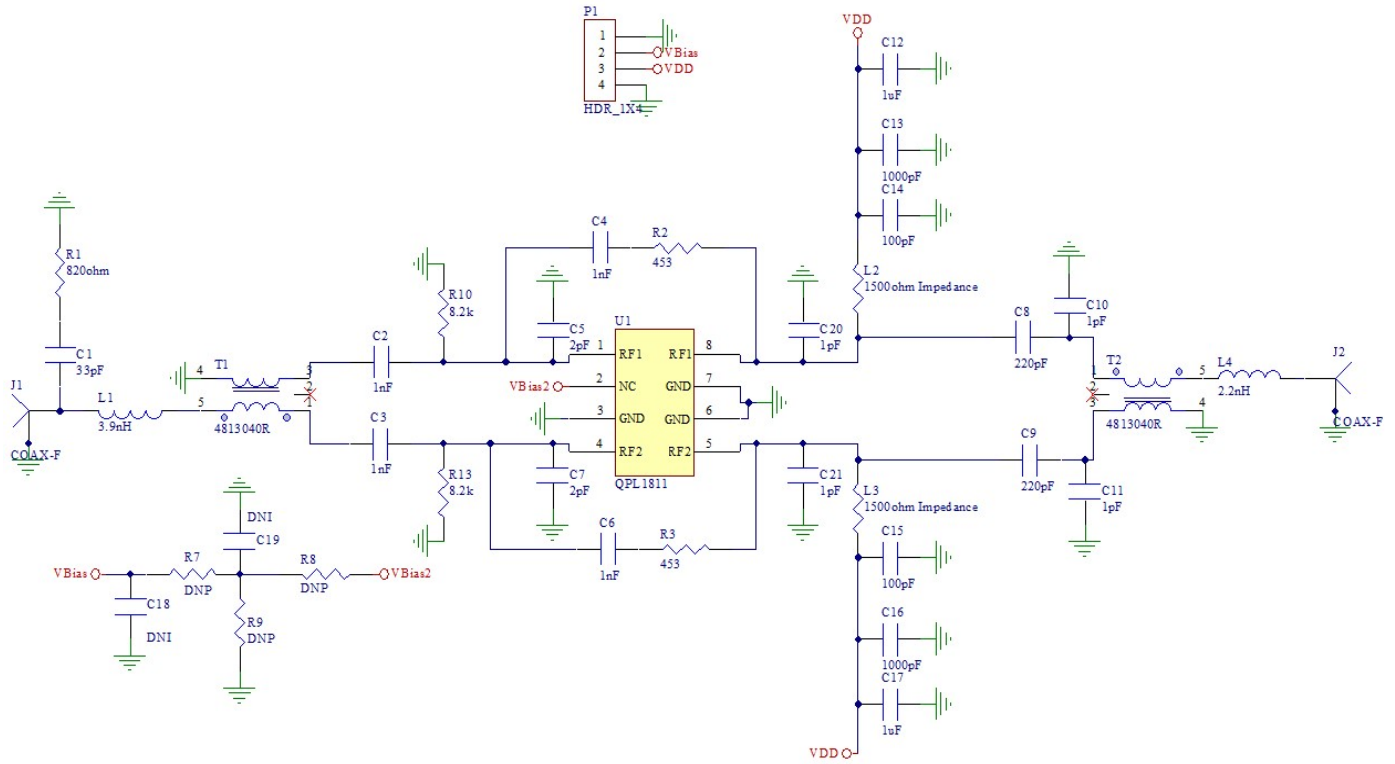 P1
1
2
3
4
VBias
VDD
HDR_1X4
VDD
C12
1uF
C13
1000pF
C14
100pF
L2
1500ohm Impedance
R1
820ohm
C1
33pF
J1
COAX-F
L1
3.9nH
T1
4
3
2
5
1
4813040R
C2
1nF
C3
1nF
R10
8.2k
R13
8.2k
C4
1nF
R2
453
C5
2pF
C7
2pF
U1
1
RF1
RF1
8
VBias2
2
NC
GND
7
3
GND
GND
6
4
RF2
RF2
5
QPL1811
C6
1nF
R3
453
C20
1pF
C21
1pF
C8
220pF
C10
1pF
C9
220pF
C11
1pF
T2
1
2
3
5
4
4813040R
L4
2.2nH
J2
COAX-F
L3
1500ohm Impedance
C15
100pF
C16
1000pF
C17
1uF
VDD
DNI
C19
VBias
R7
DNP
R8
DNP
VBias2
C18
DNI
R9
DNP